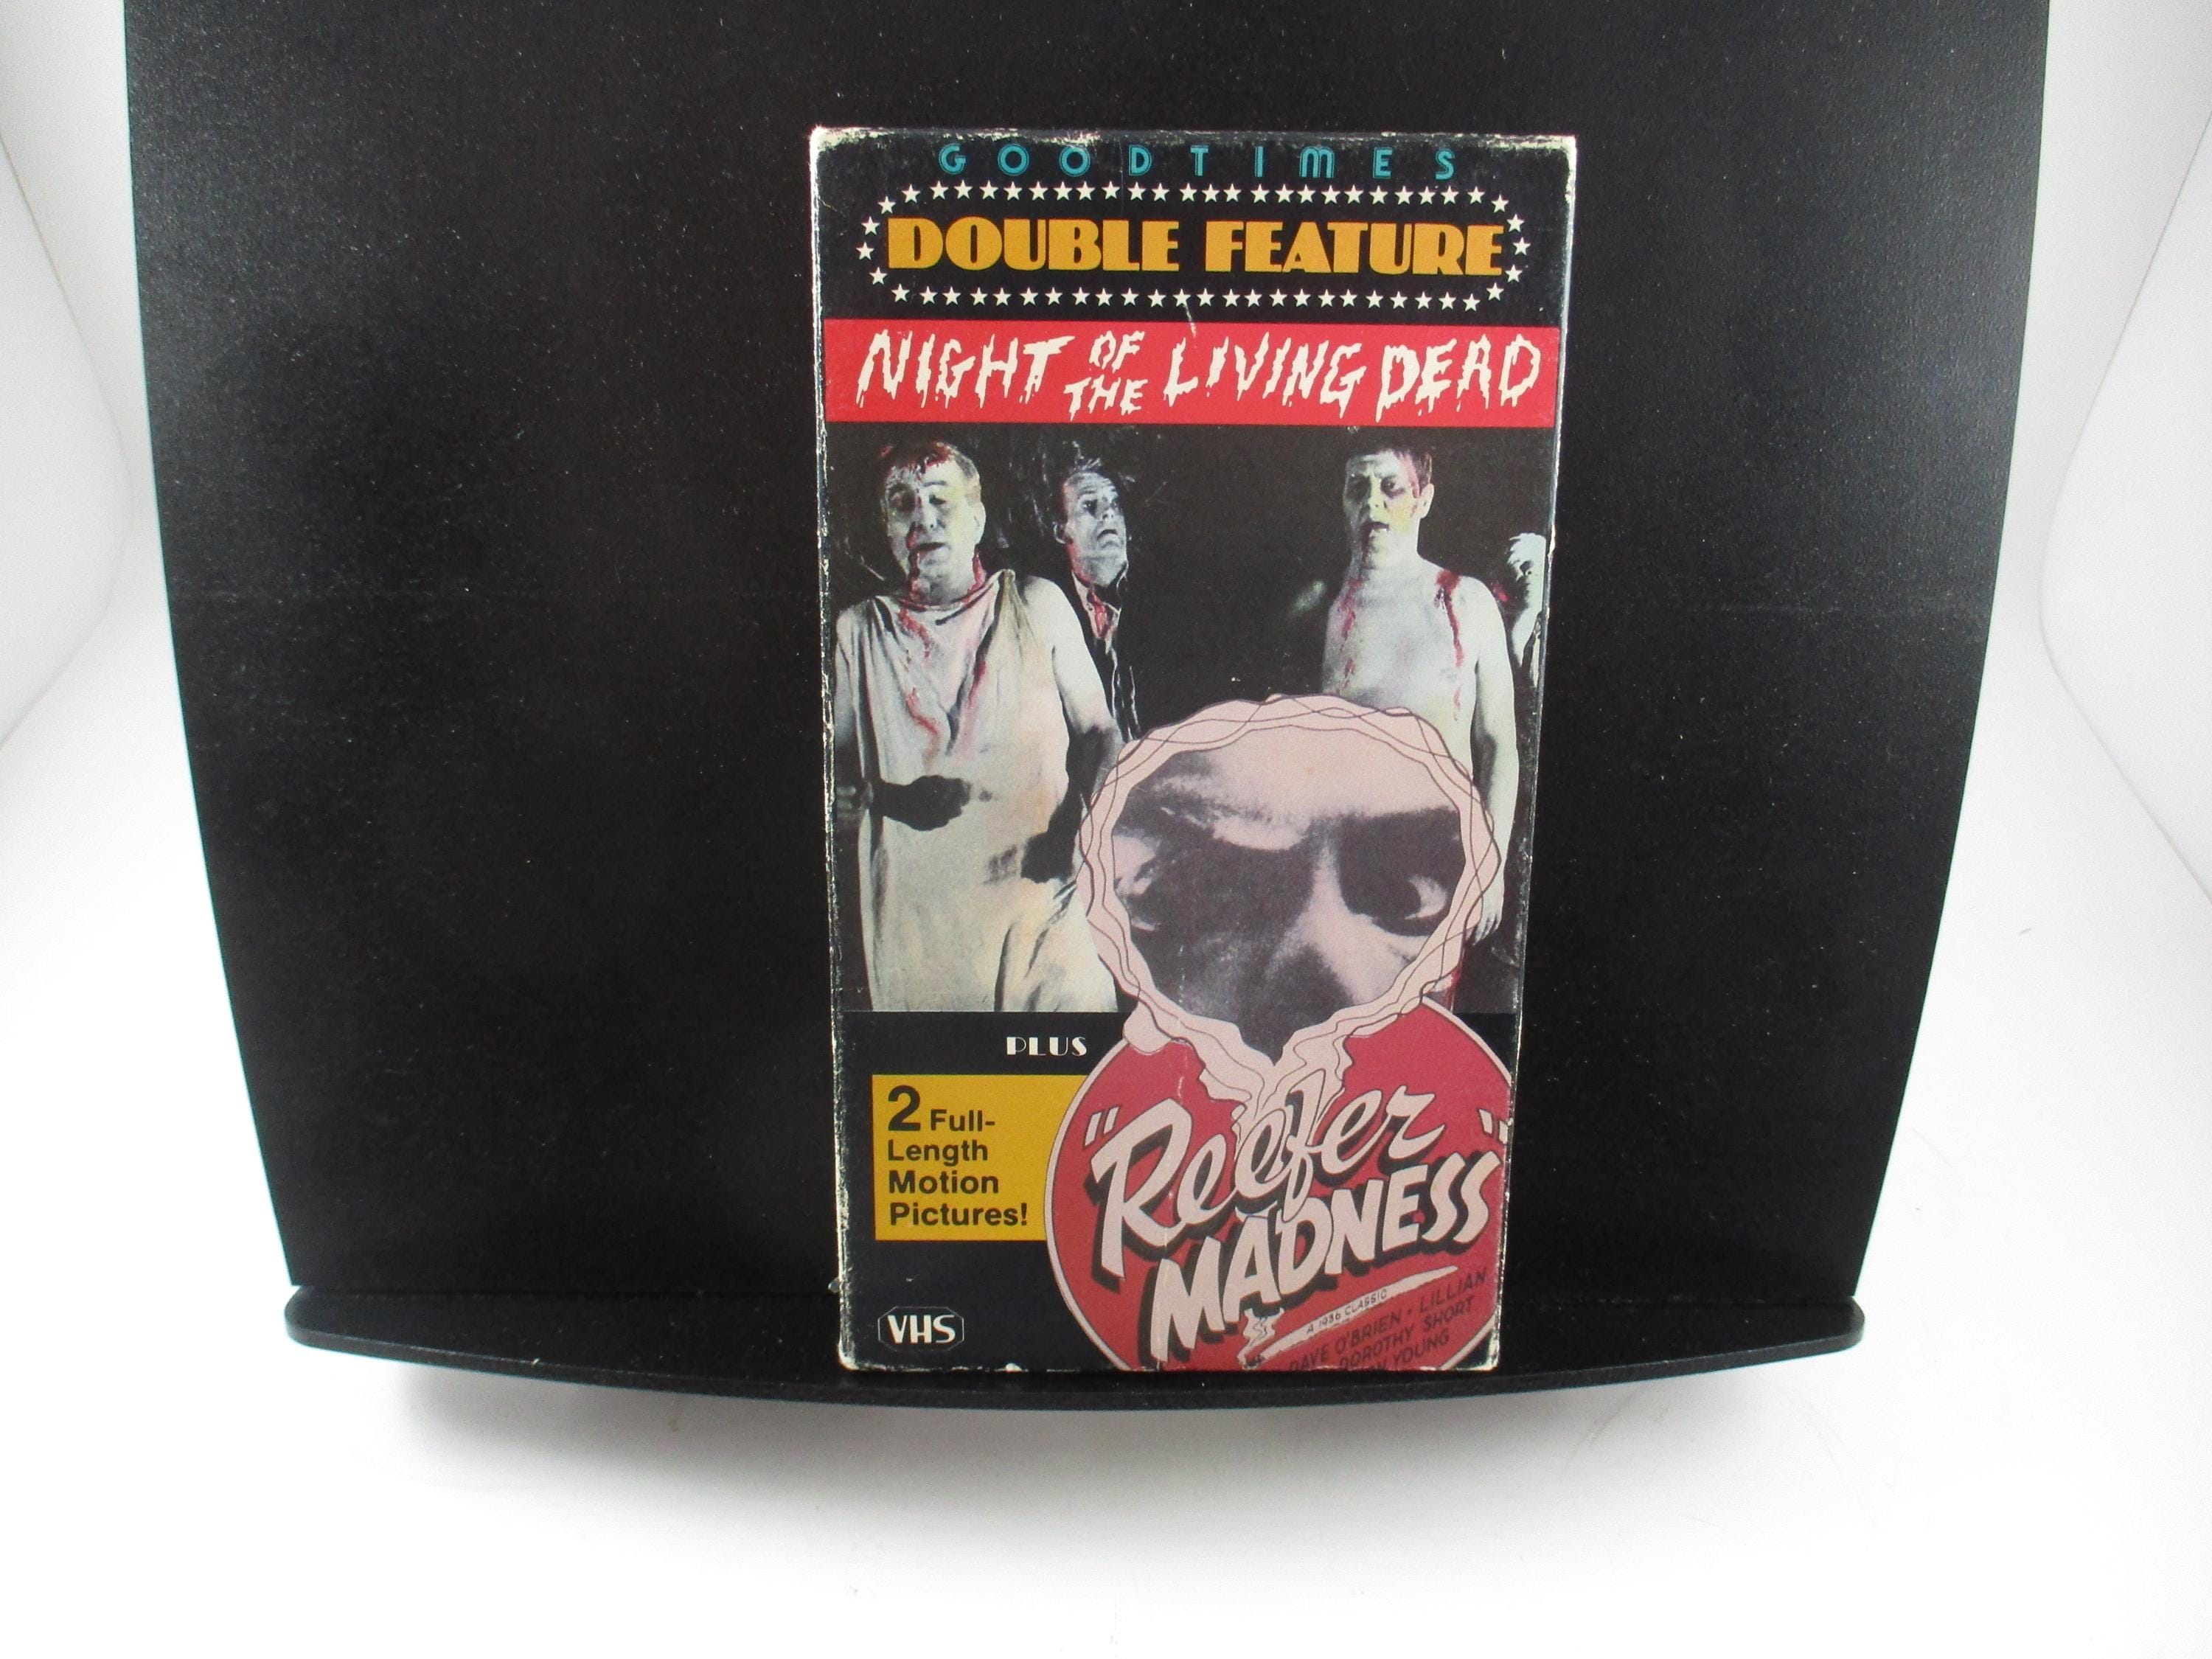 GOODTIMES
DOUBLE FEATURE
NIGHT OF THE LIVING DEAD
PLUS
2 Full-
Length
Motion
Pictures!
"Reefer"
MADNESS
A 1936 CLASSIC
DAVE O'BRIEN • LILLIAN
DOROTHY SHORT
YOUNG
VHS